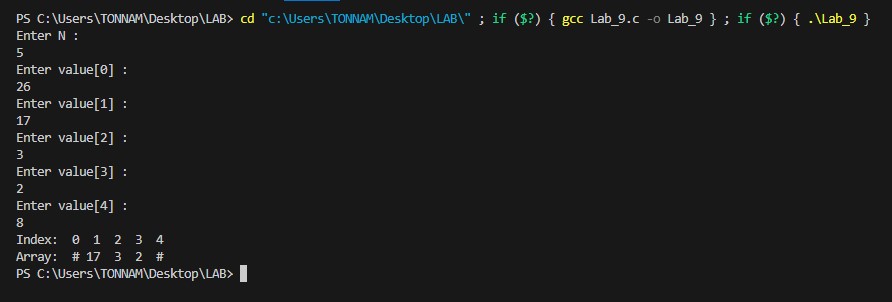 PS C:\Users\TONNAM\Desktop\LAB> cd "c:\Users\TONNAM\Desktop\LAB\" ; if ($?) { gcc Lab_9.c -o Lab_9 } ; if ($?) { .\Lab_9 }
Enter N :
5
Enter value[0] :
26
Enter value[1] :
17
Enter value[2] :
3
Enter value[3] :
2
Enter value[4] :
8
Index:  0  1  2  3  4
Array:  # 17  3  2  #
PS C:\Users\TONNAM\Desktop\LAB>